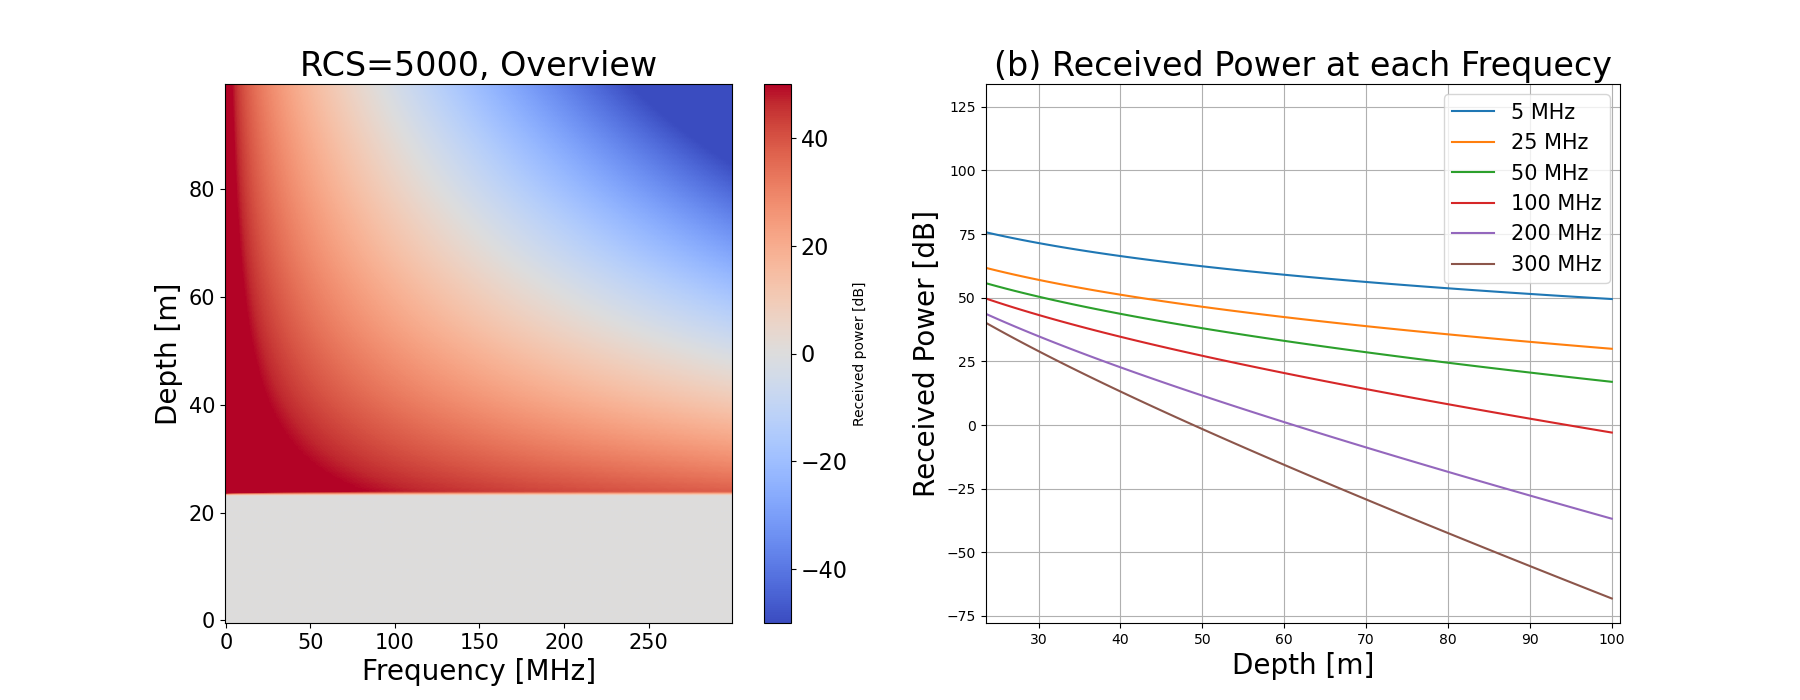 RCS=5000, Overview
80
60
40
20
0
Depth [m]
0 50 100 150 200 250
Frequency [MHz]
40
20
0
−20
−40
Received power [dB]
(b) Received Power at each Frequecy
125
100
75
50
25
0
−25
−50
−75
Received Power [dB]
5 MHz
25 MHz
50 MHz
100 MHz
200 MHz
300 MHz
30 40 50 60 70 80 90 100
Depth [m]